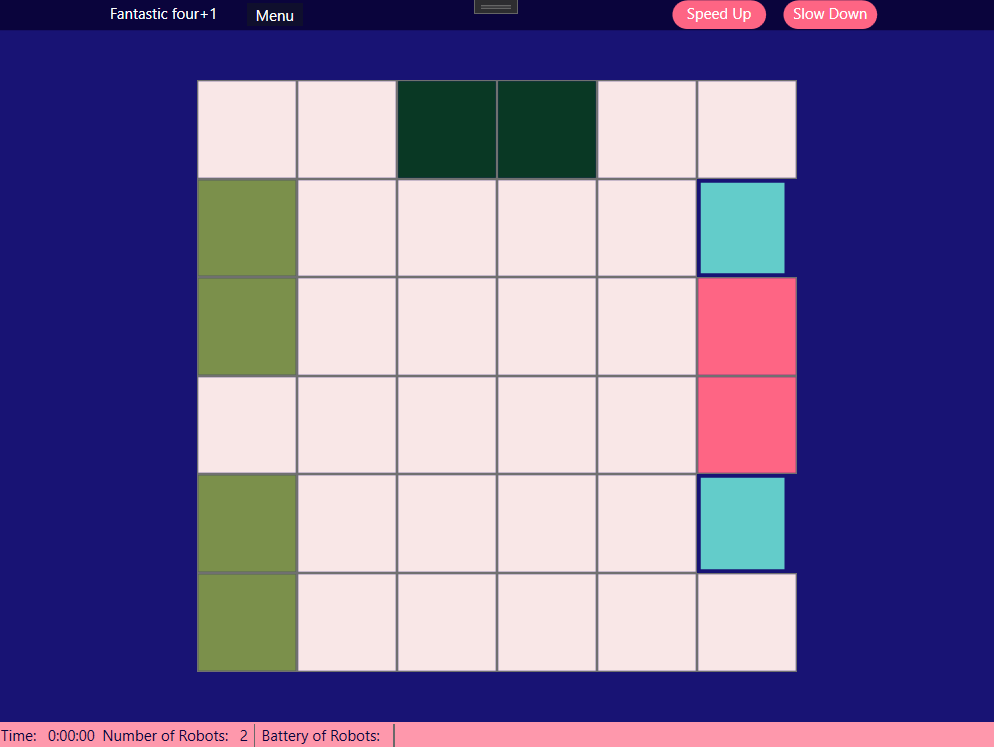 Fantastic four+1 Menu Speed Up Slow Down
Time: 0:00:00 Number of Robots: 2 Battery of Robots: